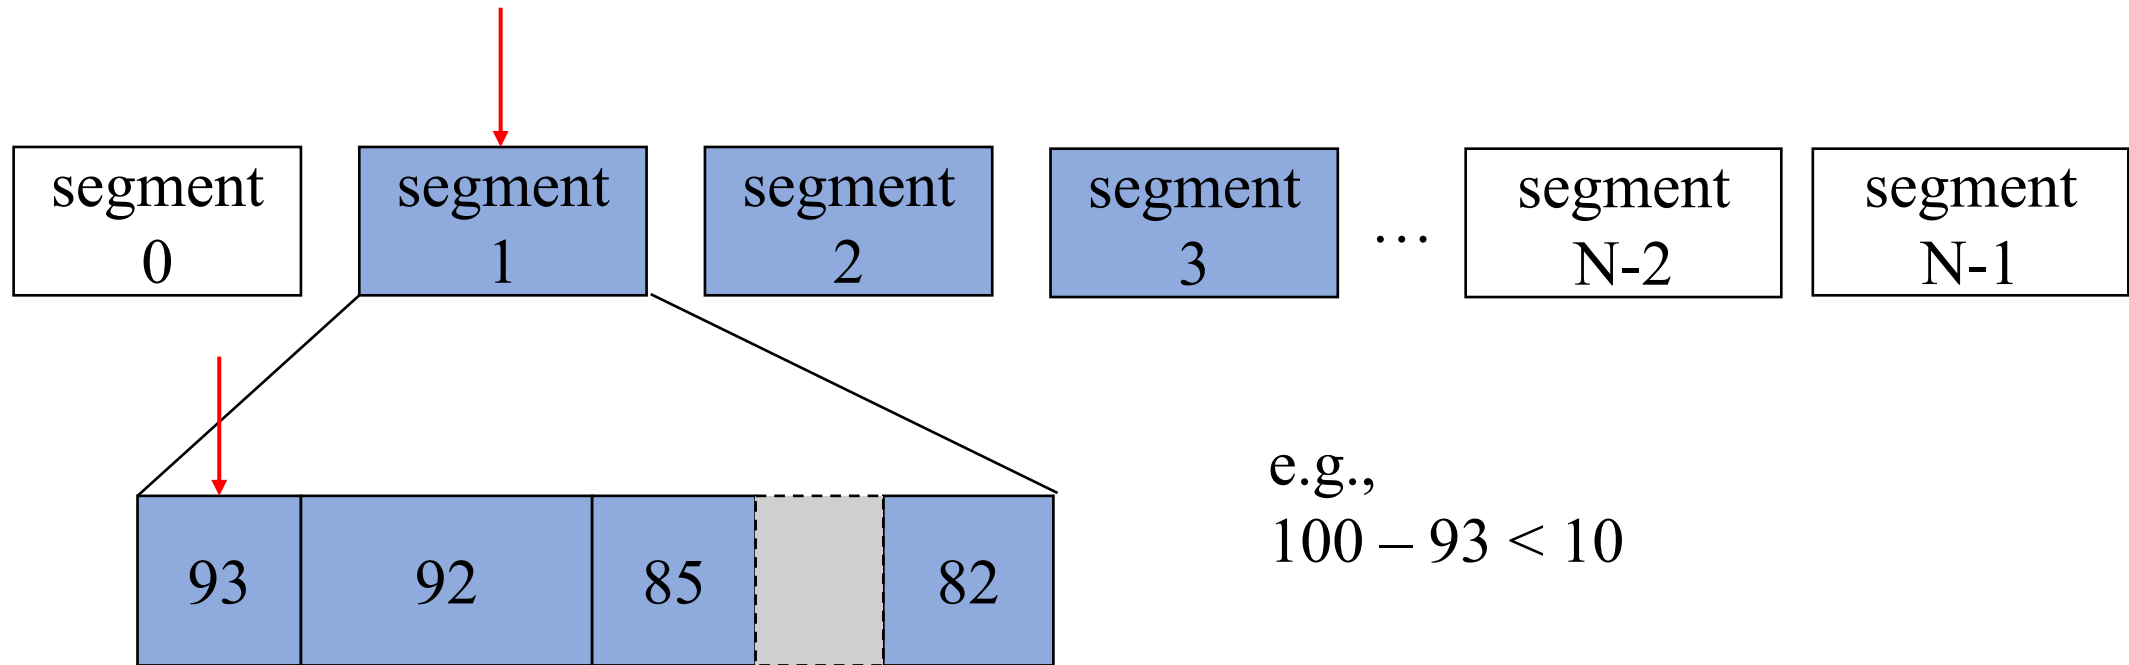 segment
0
segment
1
segment
2
segment
3
…
segment
N-2
segment
N-1
93
92
85
82
e.g.,
100 – 93 < 10